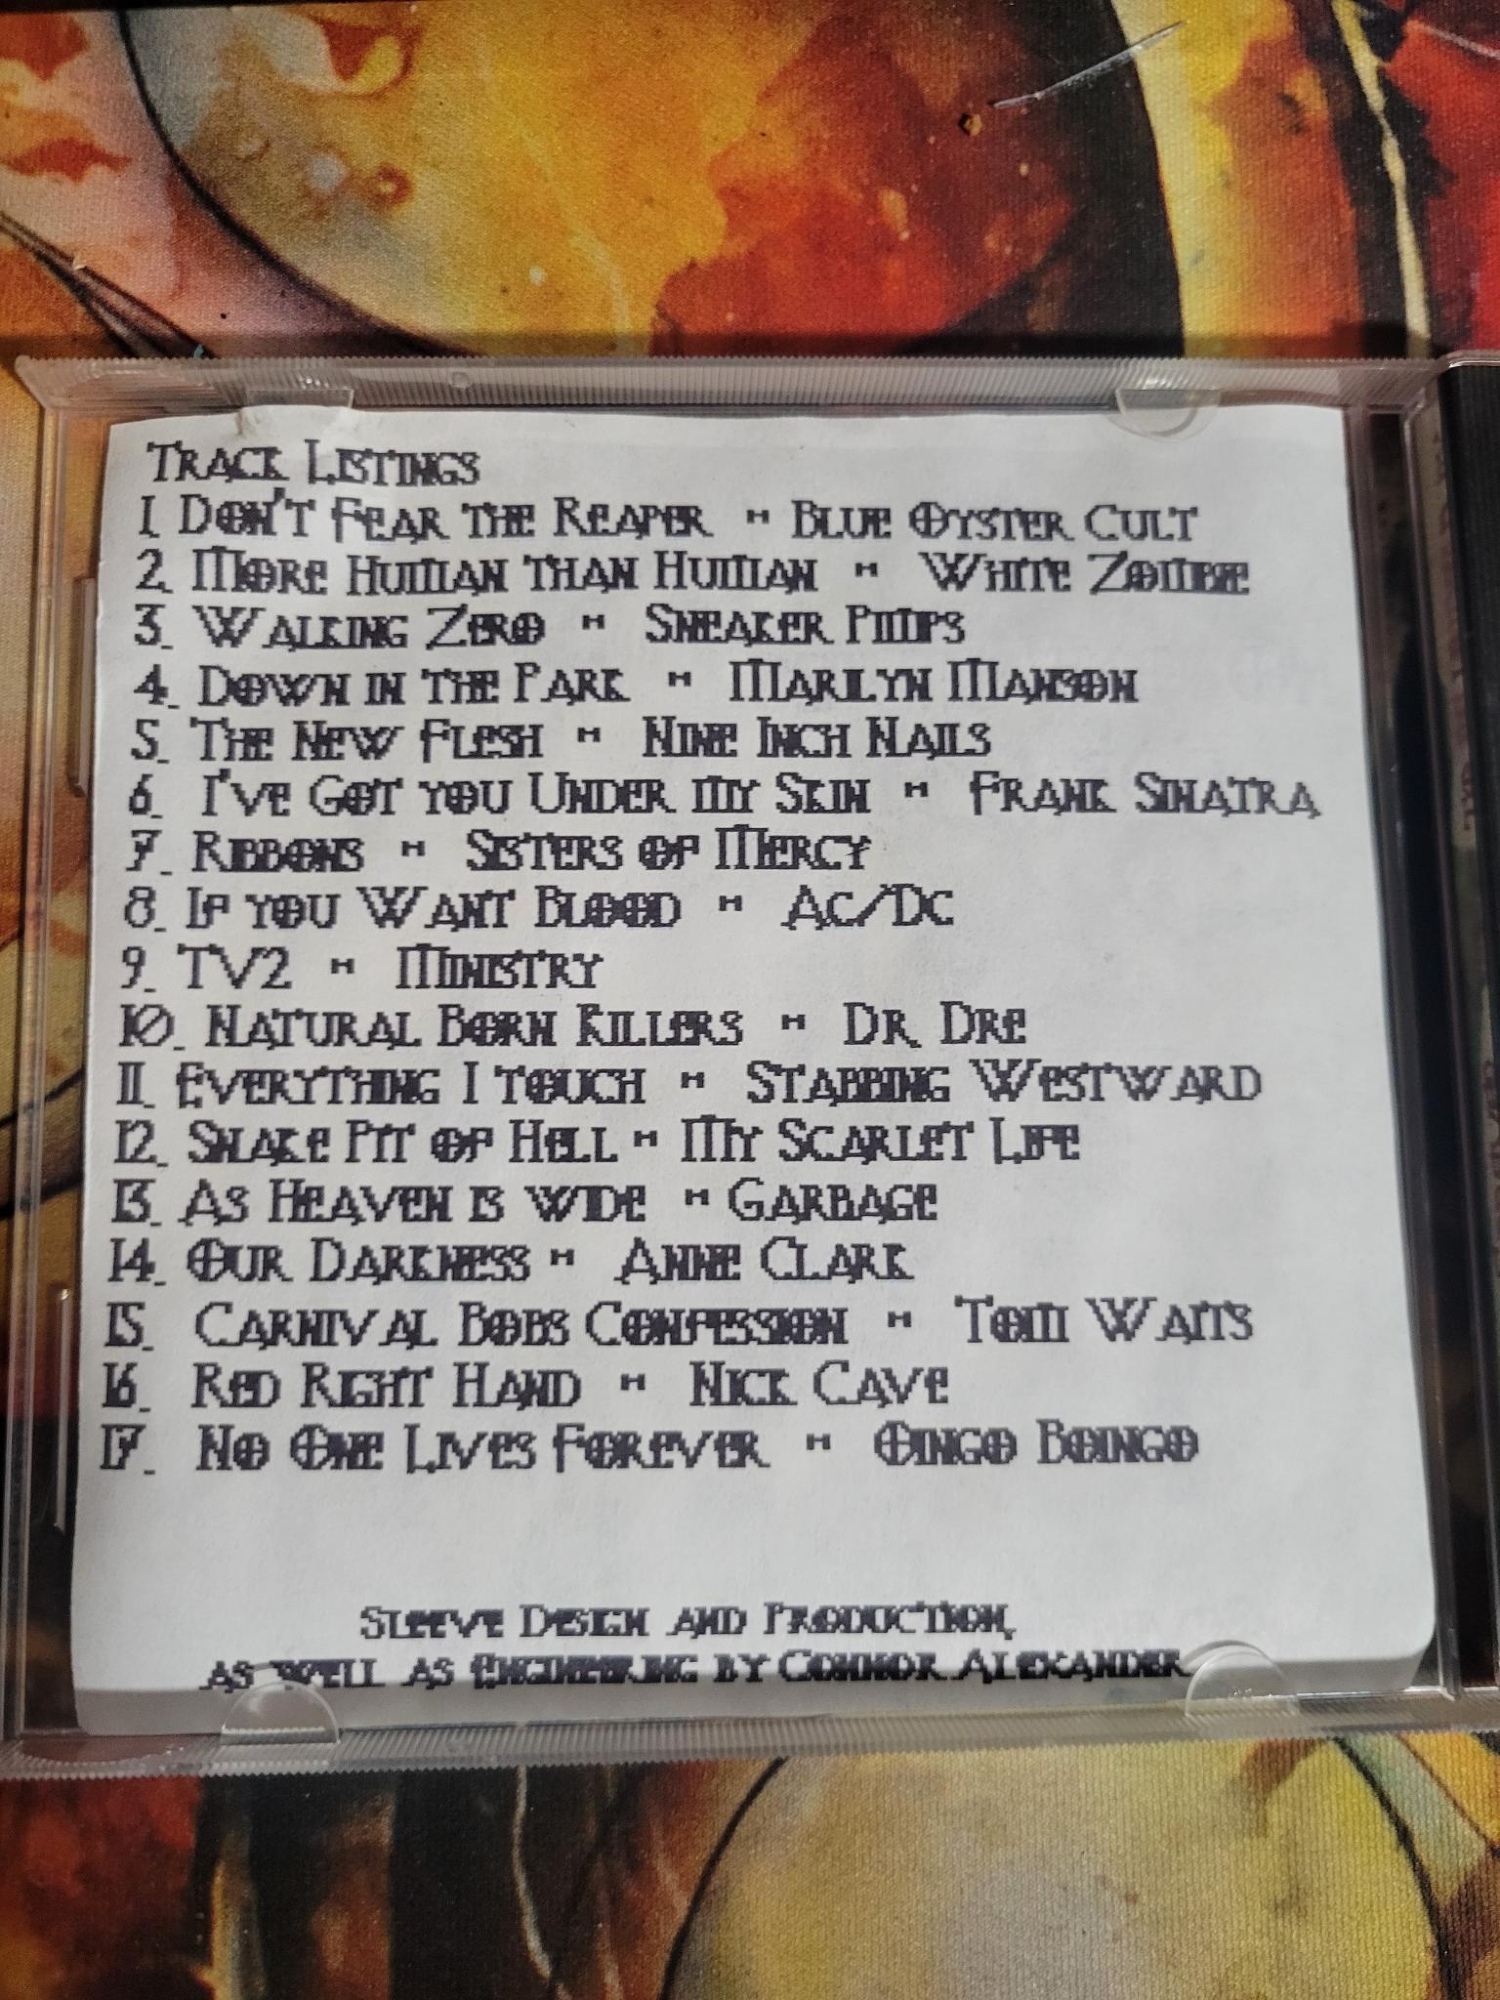 Track Listings
1. Don't Fear the Reaper - Blue Oyster Cult
2. More Human than Human - White Zombie
3. Walking Zero - Sneaker Pimps
4. Down in the Park - Marilyn Manson
5. The New Flesh - Nine Inch Nails
6. I've Got you Under my Skin - Frank Sinatra
7. Ribbons - Sisters of Mercy
8. If you Want Blood - Ac/Dc
9. TV2 - Ministry
10. Natural Born Killers - Dr. Dre
11. Everything I touch - Stabbing Westward
12. Snake Pit of Hell - My Scarlet Life
13. As Heaven is wide - Garbage
14. Our Darkness - Anne Clark
15. Carnival Bobs Confession - Tom Waits
16. Red Right Hand - Nick Cave
17. No One Lives Forever - Oingo Boingo
Sleeve Design and Production,
as well as Engineering by Connor Alexander